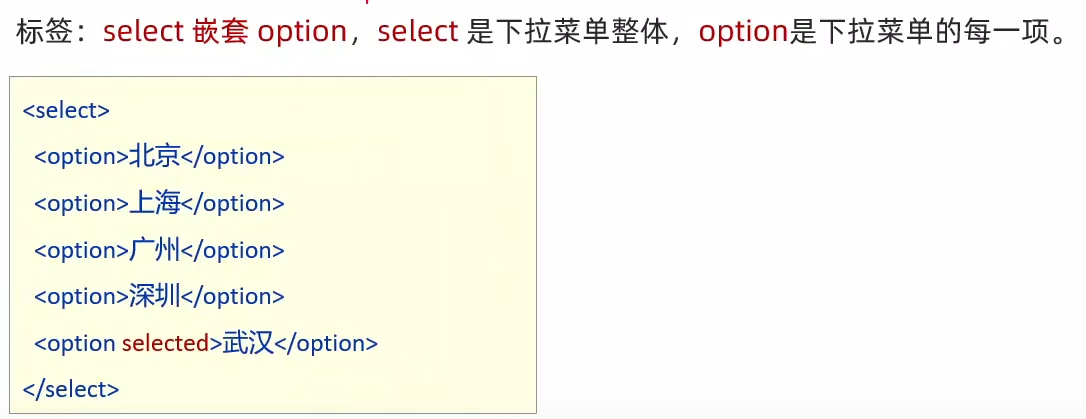 标签：select 嵌套 option，select 是下拉菜单整体，option是下拉菜单的每一项。
<select>
<option>北京</option>
<option>上海</option>
<option>广州</option>
<option>深圳</option>
<option selected>武汉</option>
</select>